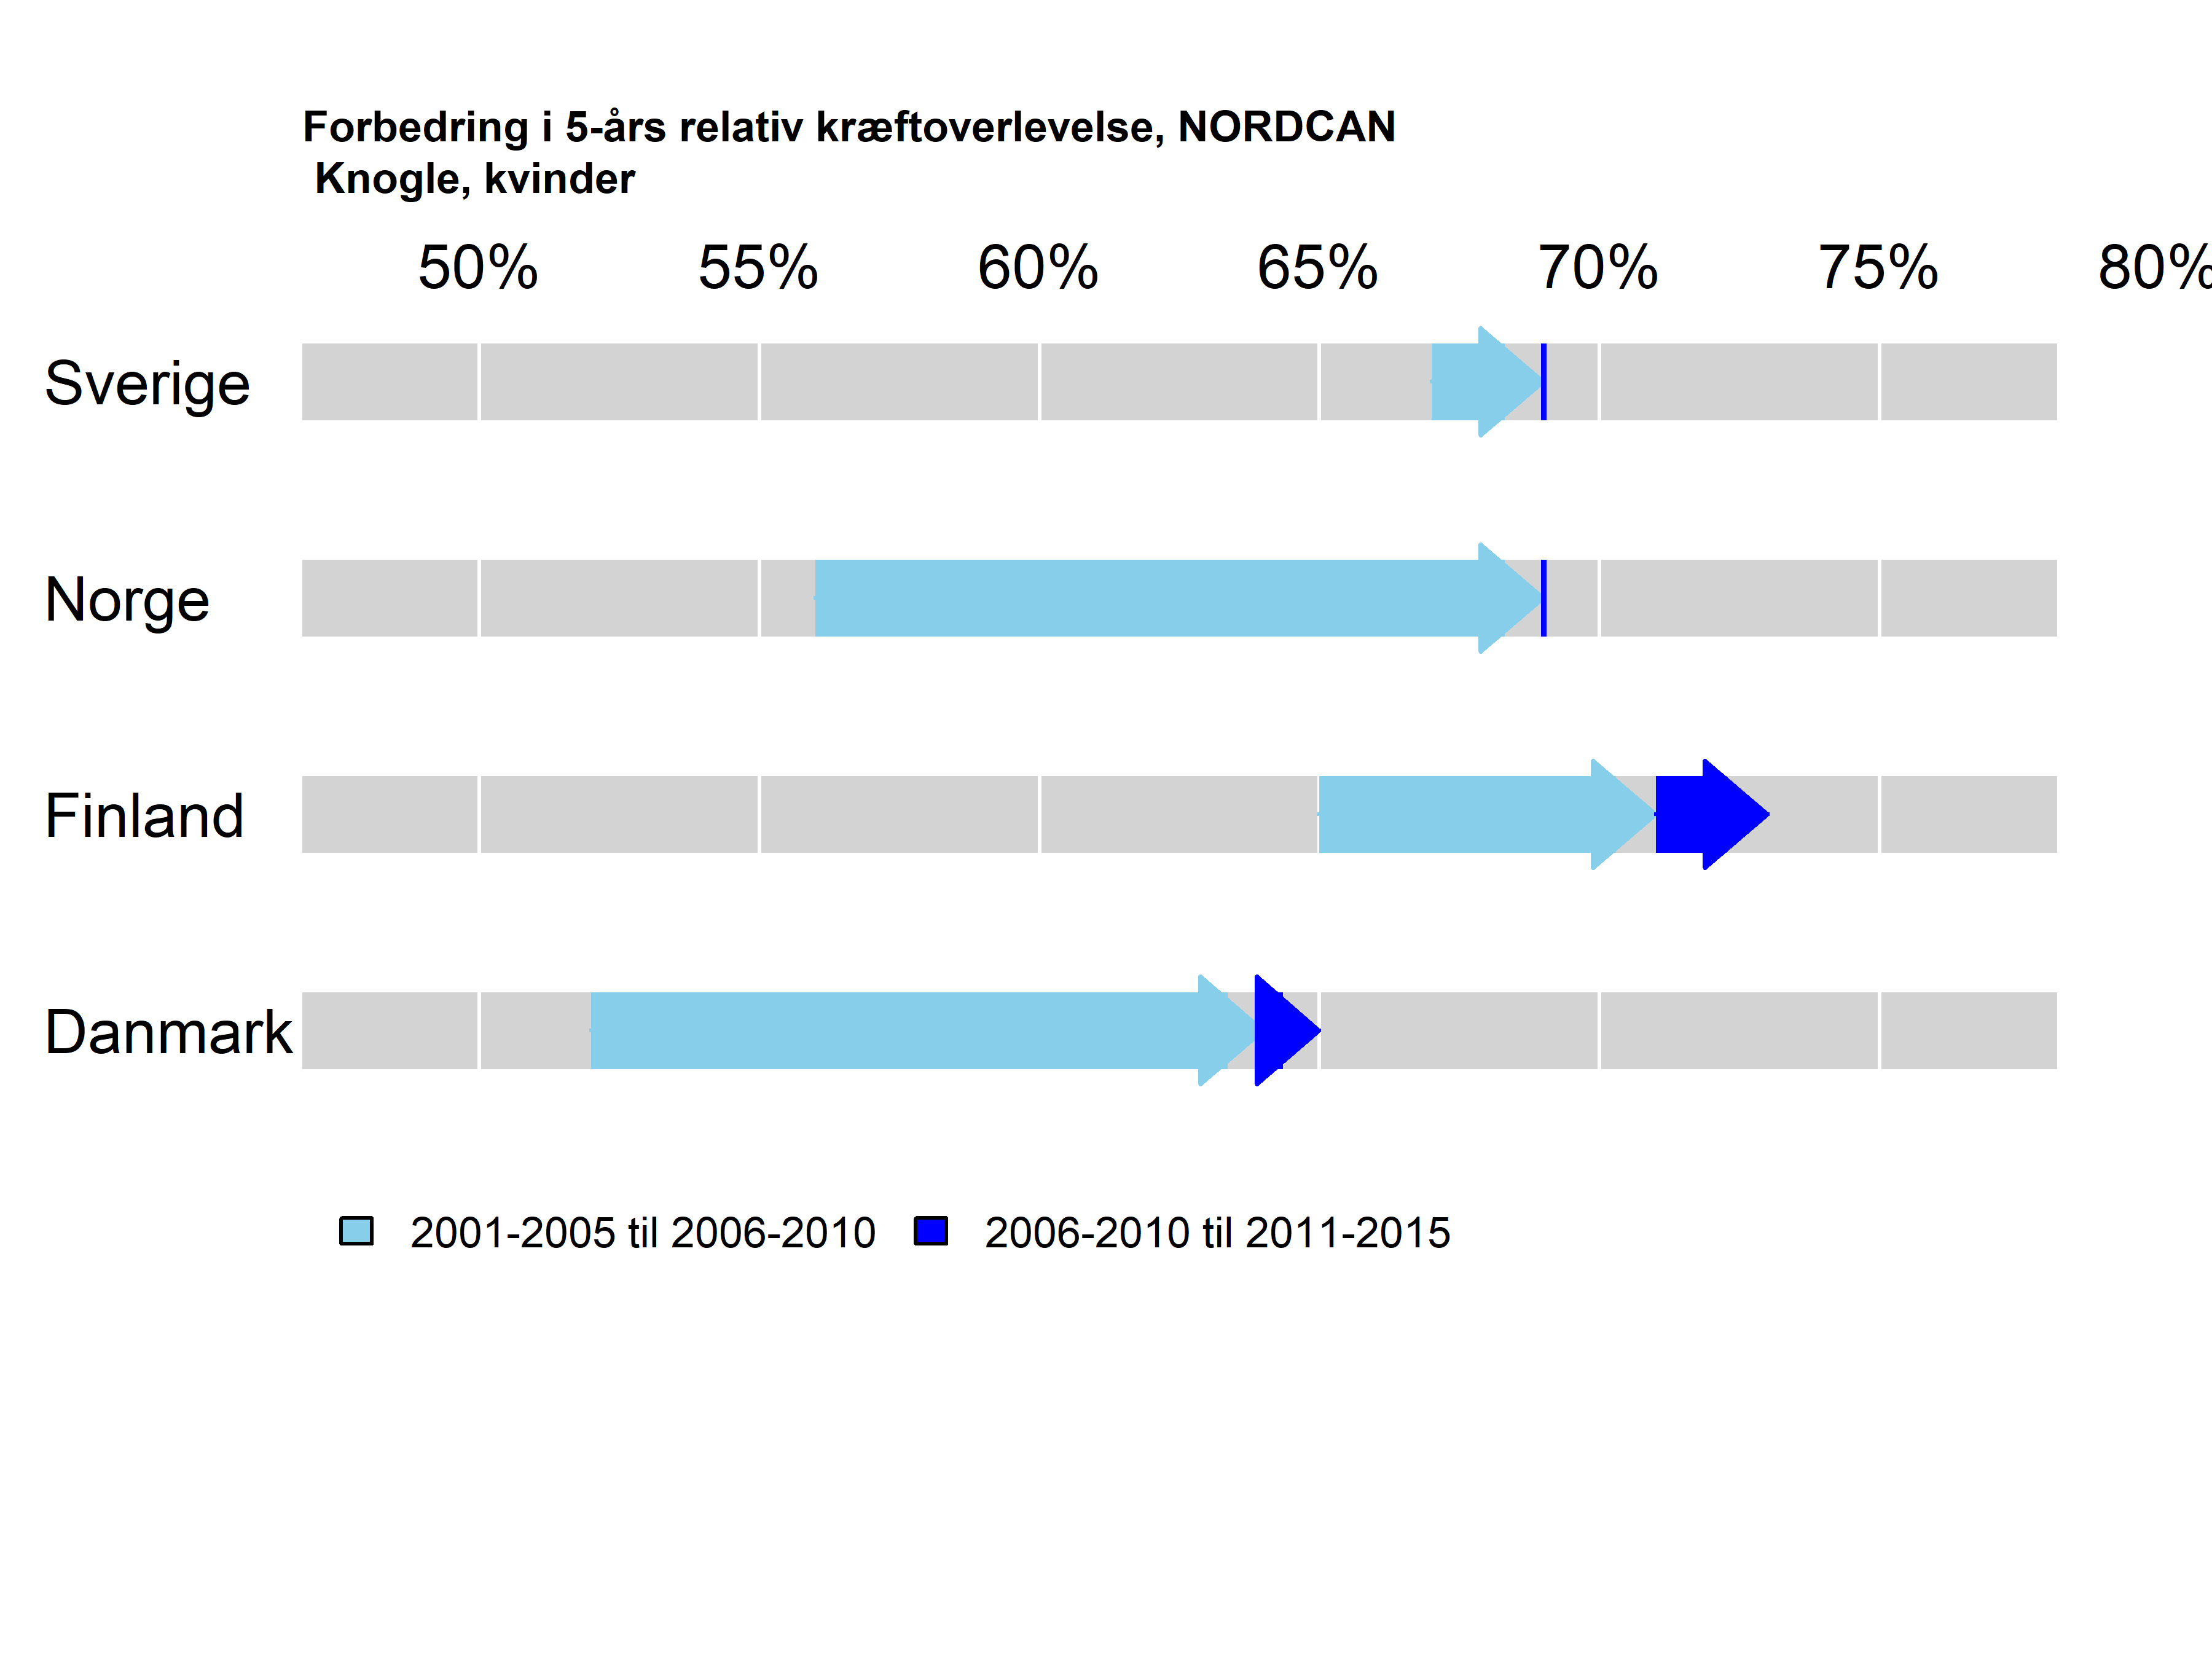 Forbedring i 5-års relativ kræftoverlevelse, NORDCAN
Knogle, kvinder
50% 55% 60% 65% 70% 75% 80%
Sverige
Norge
Finland
Danmark
2001-2005 til 2006-2010 2006-2010 til 2011-2015